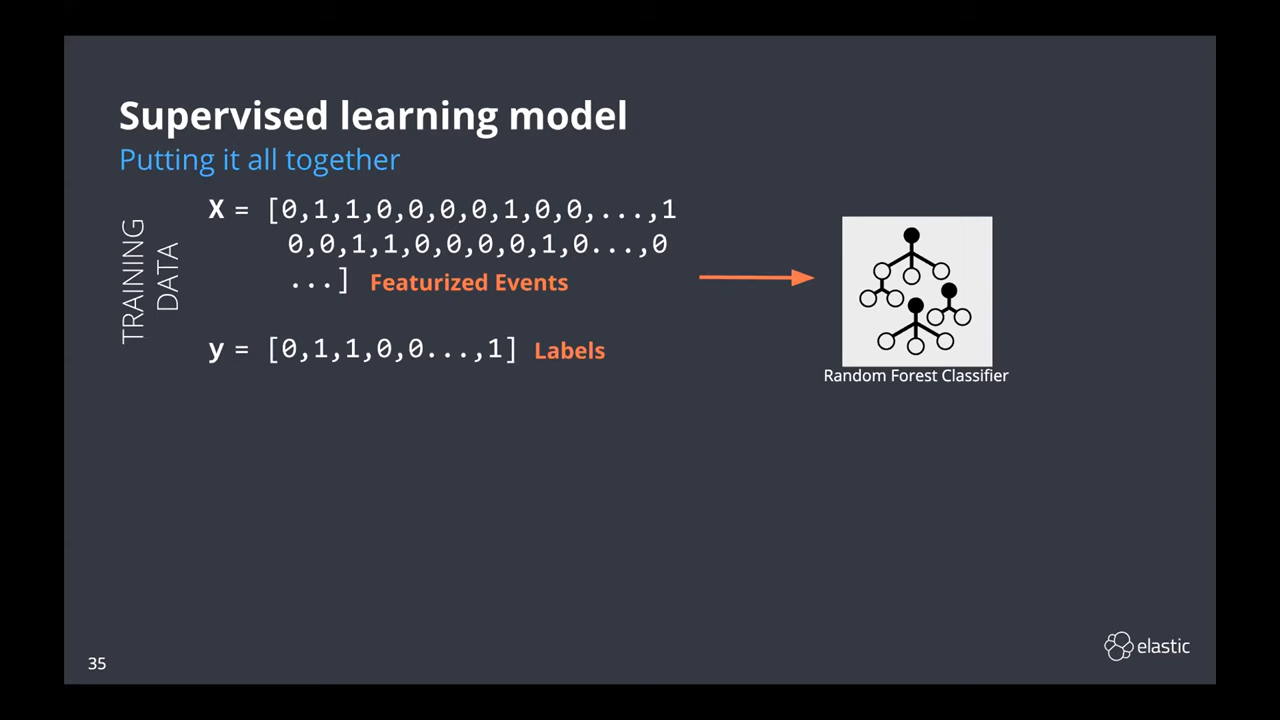 Supervised learning model
Putting it all together
TRAINING
DATA
X = [0,1,1,0,0,0,0,1,0,0,...,1
0,0,1,1,0,0,0,0,1,0...,0
...] Featurized Events
y = [0,1,1,0,0...,1] Labels
Random Forest Classifier
35
elastic